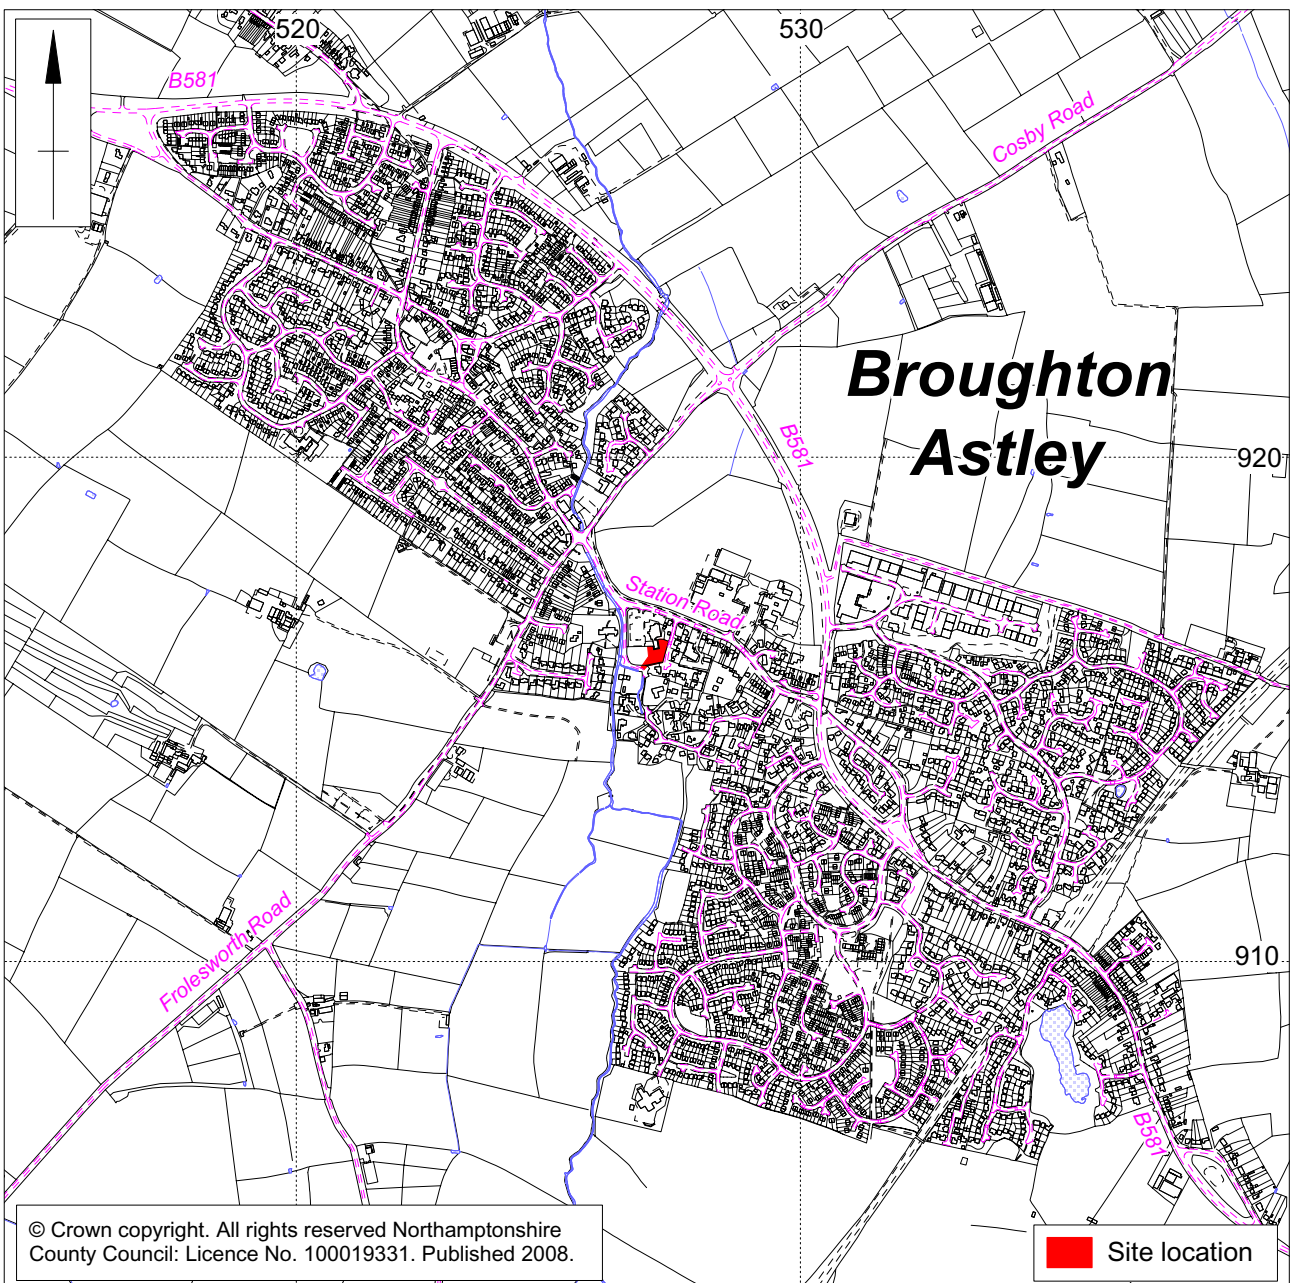 520
530
B581
Cosby Road
Broughton
Astley
B581
920
Station Road
Frolesworth Road
910
B581
© Crown copyright. All rights reserved Northamptonshire
County Council: Licence No. 100019331. Published 2008.
Site location